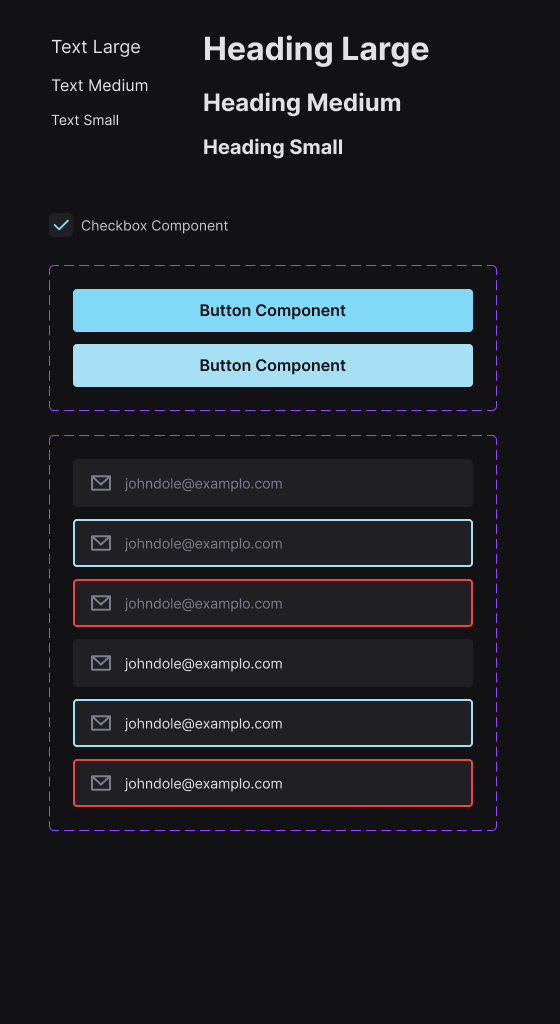 Text Large
Text Medium
Text Small
Heading Large
Heading Medium
Heading Small
Checkbox Component
Button Component
Button Component
johndole@examplo.com
johndole@examplo.com
johndole@examplo.com
johndole@examplo.com
johndole@examplo.com
johndole@examplo.com